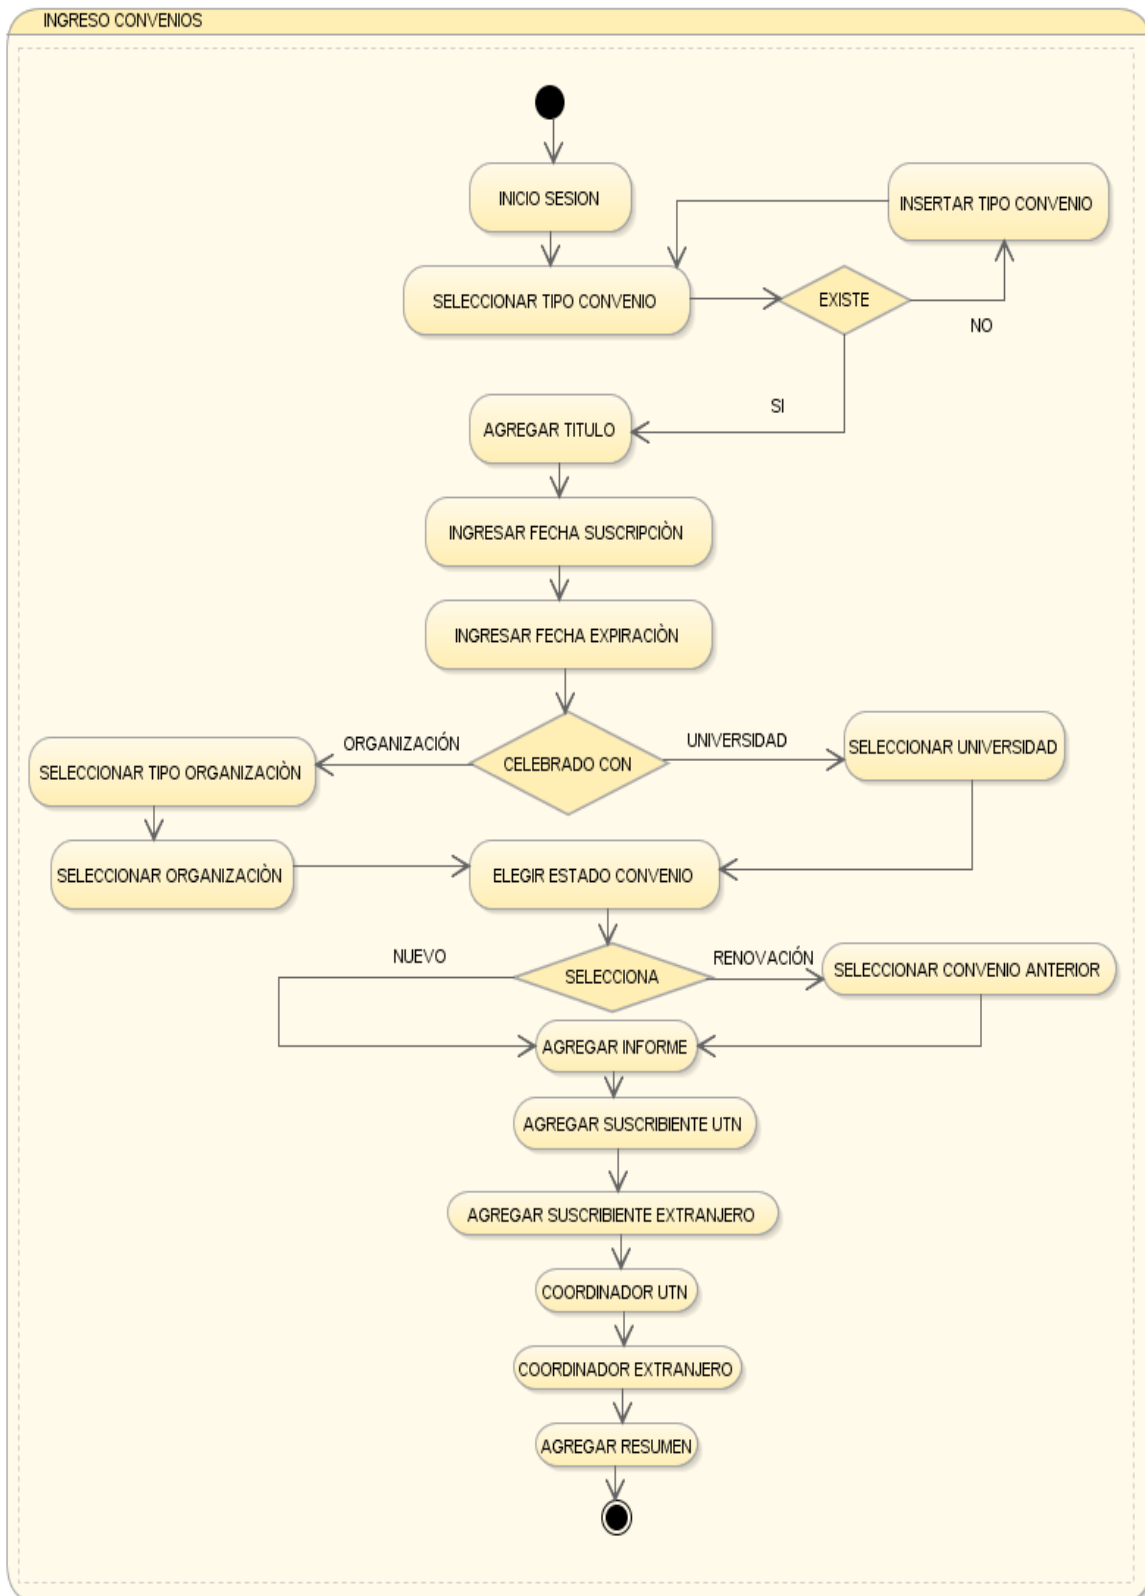 INGRESO CONVENIOS
INICIO SESION
INSERTAR TIPO CONVENIO
SELECCIONAR TIPO CONVENIO
EXISTE
NO
SI
AGREGAR TITULO
INGRESAR FECHA SUSCRIPCÒN
INGRESAR FECHA EXPIRACIÒN
ORGANIZACIÓN
UNIVERSIDAD
SELECCIONAR UNIVERSIDAD
CELEBRADO CON
SELECCIONAR TIPO ORGANIZACIÒN
SELECCIONAR ORGANIZACIÒN
ELEGIR ESTADO CONVENIO
NUEVO
RENOVACIÓN
SELECCIONAR CONVENIO ANTERIOR
SELECCIONA
AGREGAR INFORME
AGREGAR SUSCRIBIENTE UTN
AGREGAR SUSCRIBIENTE EXTRANJERO
COORDINADOR UTN
COORDINADOR EXTRANJERO
AGREGAR RESUMEN